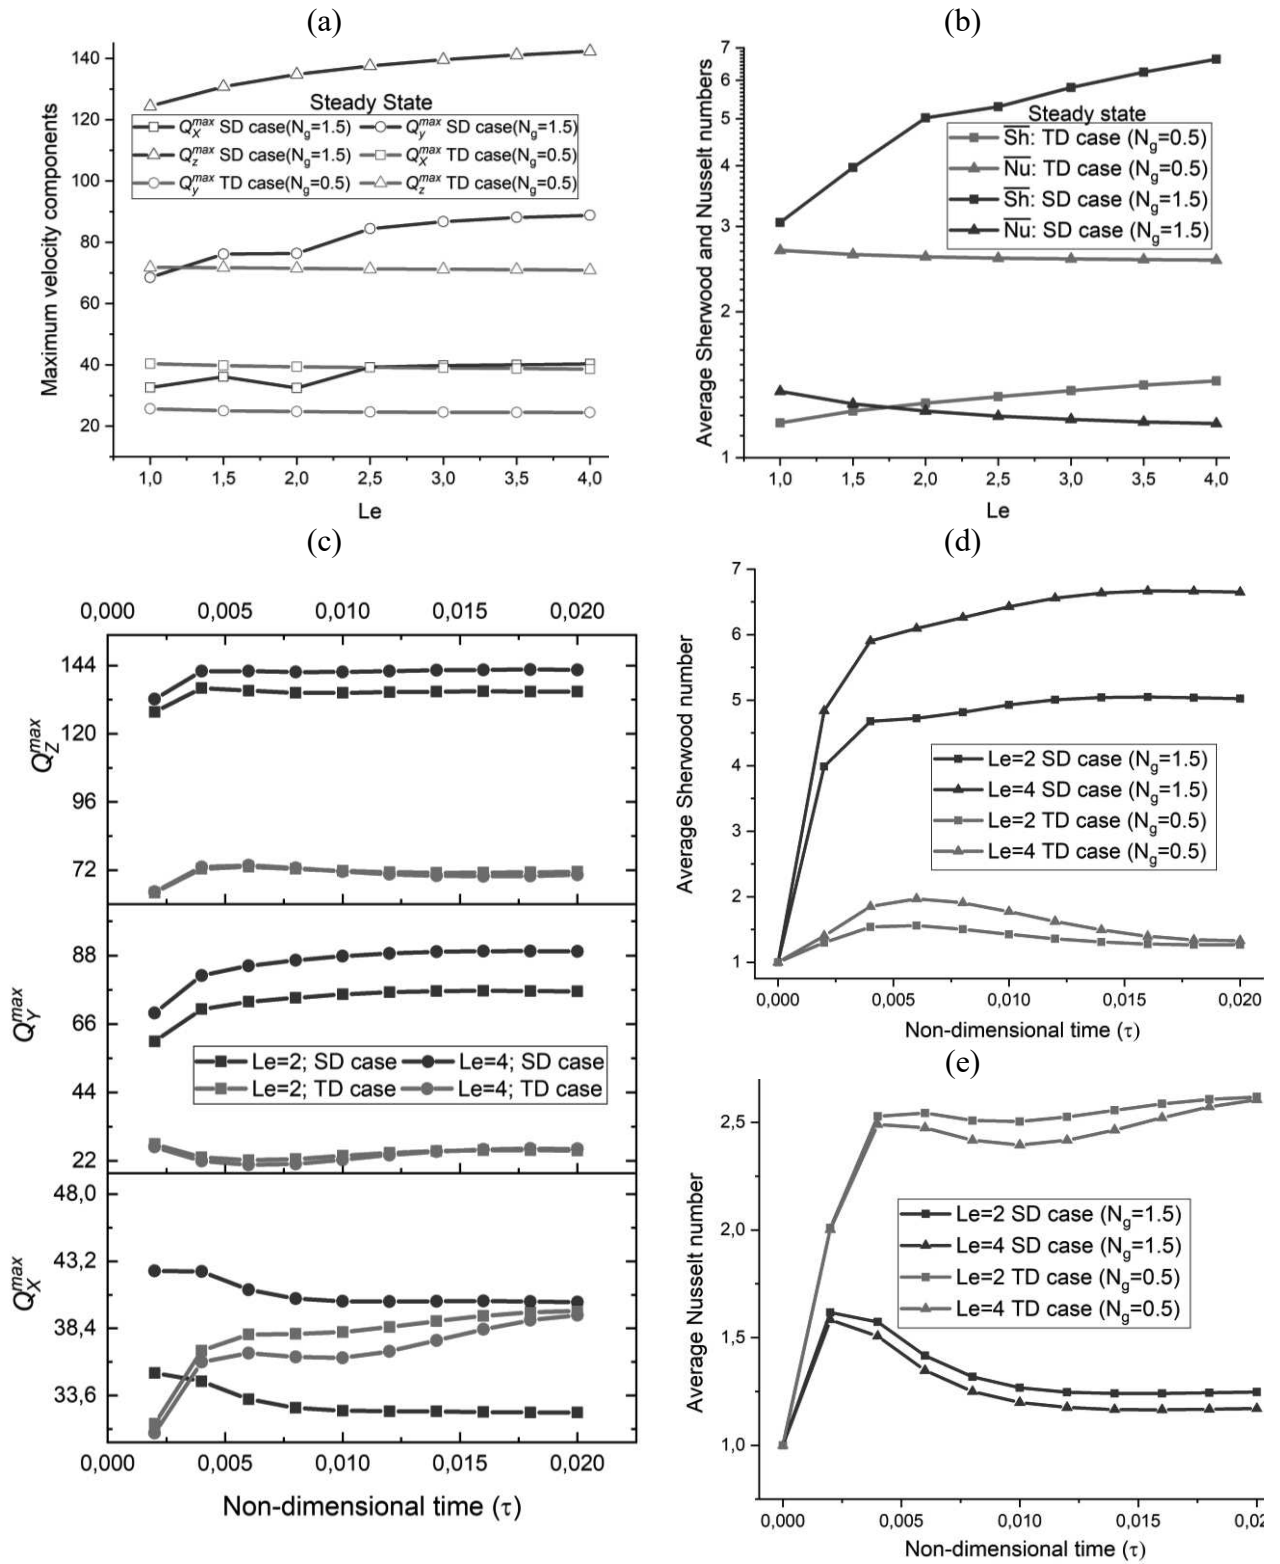 (a)
140
120
100
80
60
40
20
Maximum velocity components
Steady State
Q_X^max SD case(N_g=1.5) Q_y^max SD case(N_g=1.5)
Q_z^max SD case(N_g=1.5) Q_X^max TD case(N_g=0.5)
Q_y^max TD case(N_g=0.5) Q_z^max TD case(N_g=0.5)
1,0 1,5 2,0 2,5 3,0 3,5 4,0
Le
(b)
7
6
5
4
3
2
1
Average Sherwood and Nusselt numbers
Steady state
S̅h̅: TD case (N_g=0.5)
N̅u̅: TD case (N_g=0.5)
S̅h̅: SD case (N_g=1.5)
N̅u̅: SD case (N_g=1.5)
1,0 1,5 2,0 2,5 3,0 3,5 4,0
Le
(c)
0,000 0,005 0,010 0,015 0,020
144
120
96
72
Q_Z^max
88
66
44
22
Q_Y^max
Le=2; SD case Le=4; SD case
Le=2; TD case Le=4; TD case
48,0
43,2
38,4
33,6
Q_X^max
0,000 0,005 0,010 0,015 0,020
Non-dimensional time (τ)
(d)
7
6
5
4
3
2
1
Average Sherwood number
Le=2 SD case (N_g=1.5)
Le=4 SD case (N_g=1.5)
Le=2 TD case (N_g=0.5)
Le=4 TD case (N_g=0.5)
0,000 0,005 0,010 0,015 0,020
Non-dimensional time (τ)
(e)
2,5
2,0
1,5
1,0
Average Nusselt number
Le=2 SD case (N_g=1.5)
Le=4 SD case (N_g=1.5)
Le=2 TD case (N_g=0.5)
Le=4 TD case (N_g=0.5)
0,000 0,005 0,010 0,015 0,02
Non-dimensional time (τ)